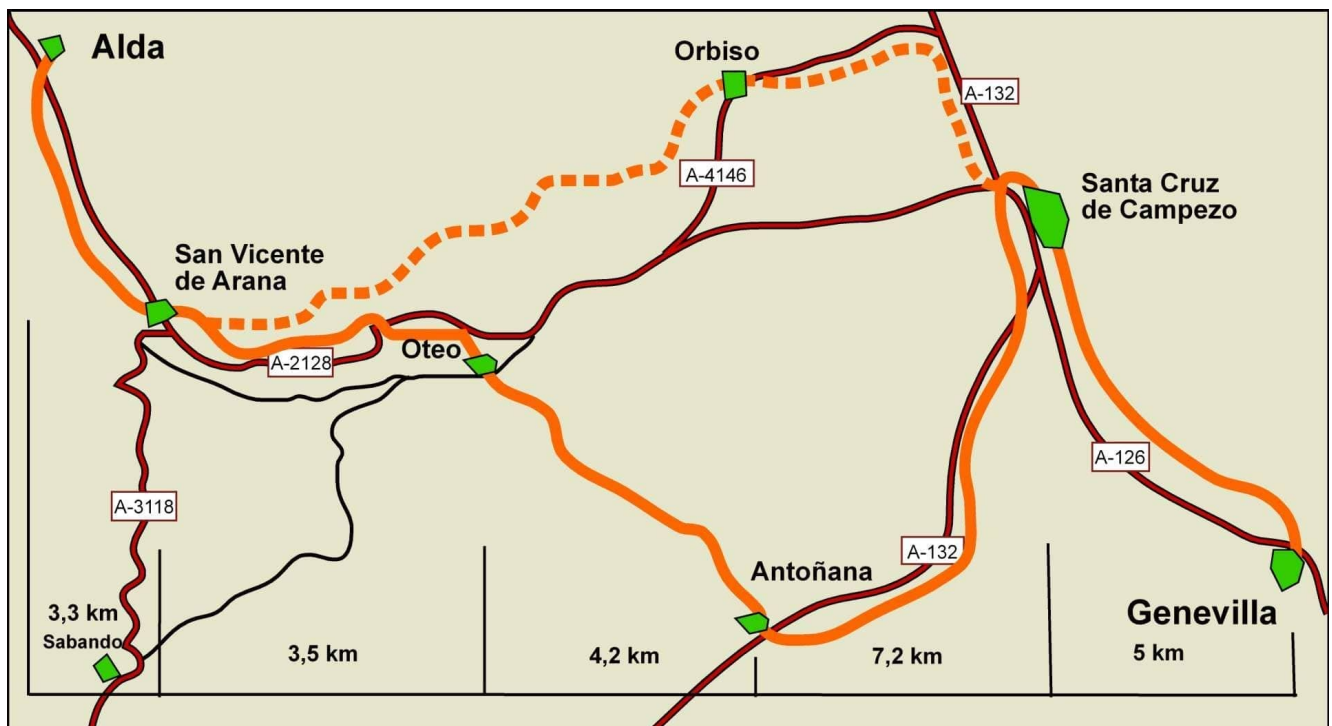 Alda
Orbiso
A-132
A-4146
Santa Cruz
de Campezo
San Vicente
de Arana
Oteo
A-2128
A-126
A-3118
A-132
Antoñana
Genevilla
3,3 km
Sabando
3,5 km
4,2 km
7,2 km
5 km